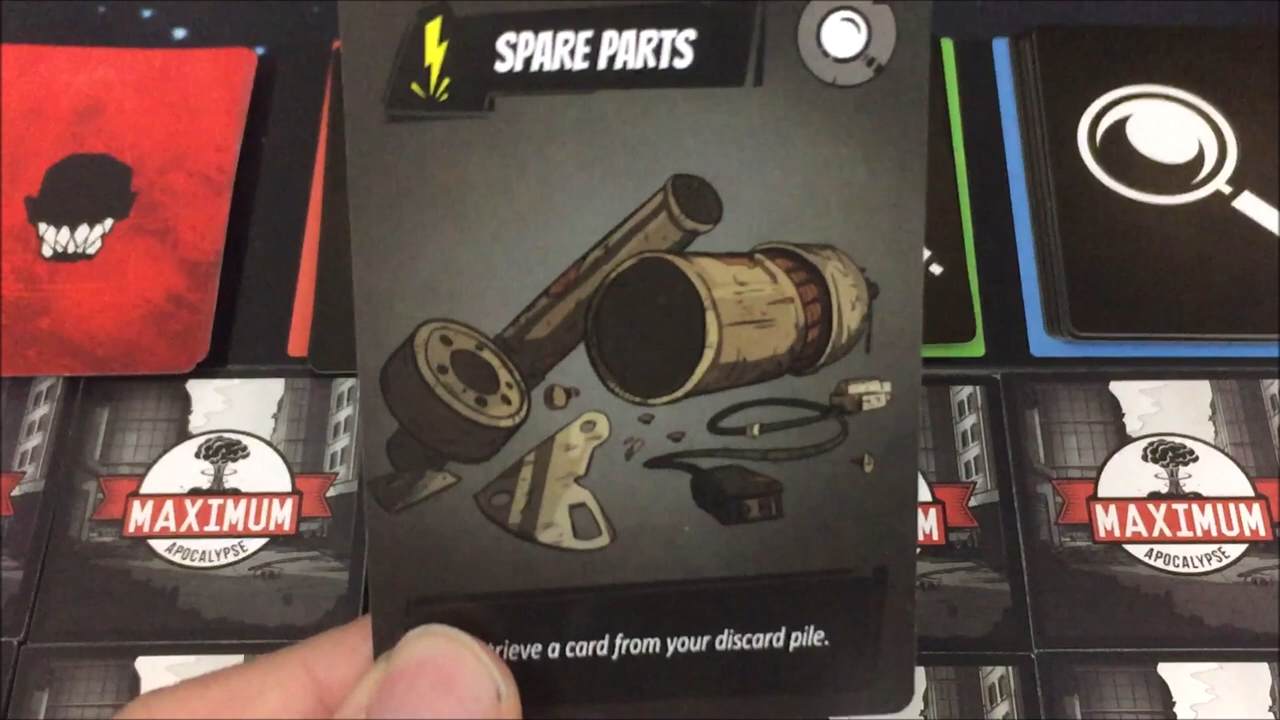 SPARE PARTS
MAXIMUM
APOCALYPSE
MAXIMUM
APOCALYPSE
trieve a card from your discard pile.